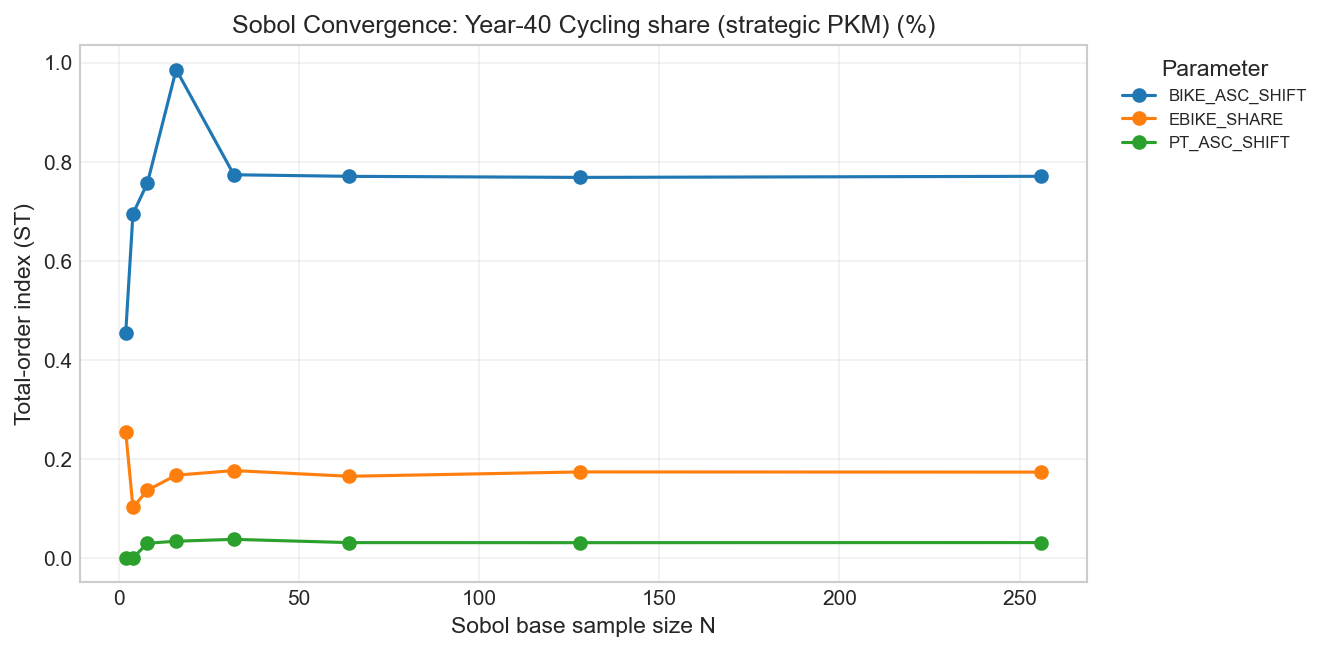 Sobol Convergence: Year-40 Cycling share (strategic PKM) (%)
Total-order index (ST)
1.0
0.8
0.6
0.4
0.2
0.0
0 50 100 150 200 250
Sobol base sample size N
Parameter
BIKE_ASC_SHIFT
EBIKE_SHARE
PT_ASC_SHIFT